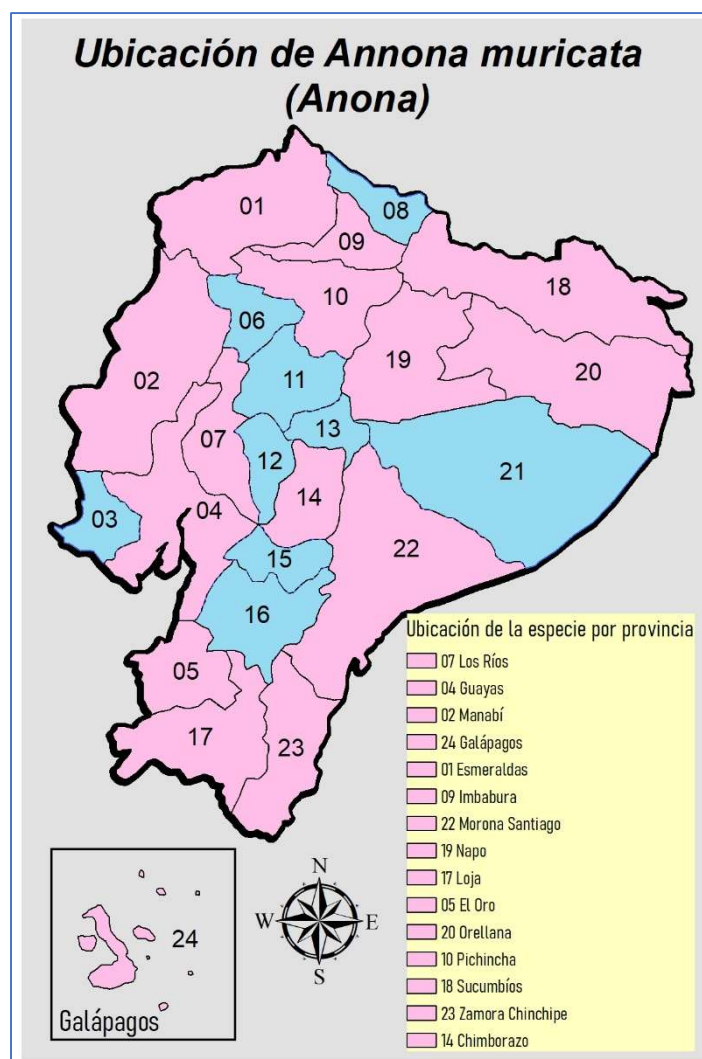 Ubicación de Annona muricata
(Anona)
01
08
09
18
10
06
02
11
19
20
07
13
12
21
14
03
04
22
15
16
05
17
23
Ubicación de la especie por provincia
07 Los Ríos
04 Guayas
02 Manabí
24 Galápagos
01 Esmeraldas
09 Imbabura
22 Morona Santiago
19 Napo
17 Loja
05 El Oro
20 Orellana
10 Pichincha
18 Sucumbíos
23 Zamora Chinchipe
14 Chimborazo
24
Galápagos
N
W E
S